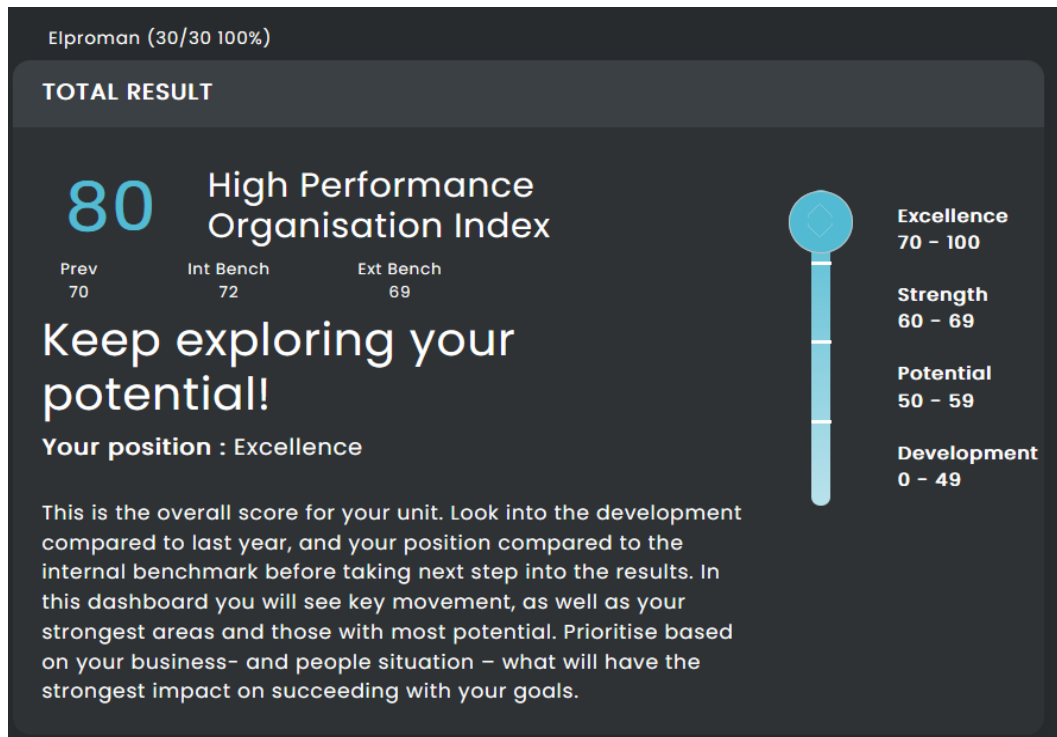 Elproman (30/30 100%)
TOTAL RESULT
80
High Performance
Organisation Index
Prev
70
Int Bench
72
Ext Bench
69
Keep exploring your
potential!
Your position : Excellence
This is the overall score for your unit. Look into the development
compared to last year, and your position compared to the
internal benchmark before taking next step into the results. In
this dashboard you will see key movement, as well as your
strongest areas and those with most potential. Prioritise based
on your business- and people situation – what will have the
strongest impact on succeeding with your goals.
Excellence
70 - 100
Strength
60 - 69
Potential
50 - 59
Development
0 - 49